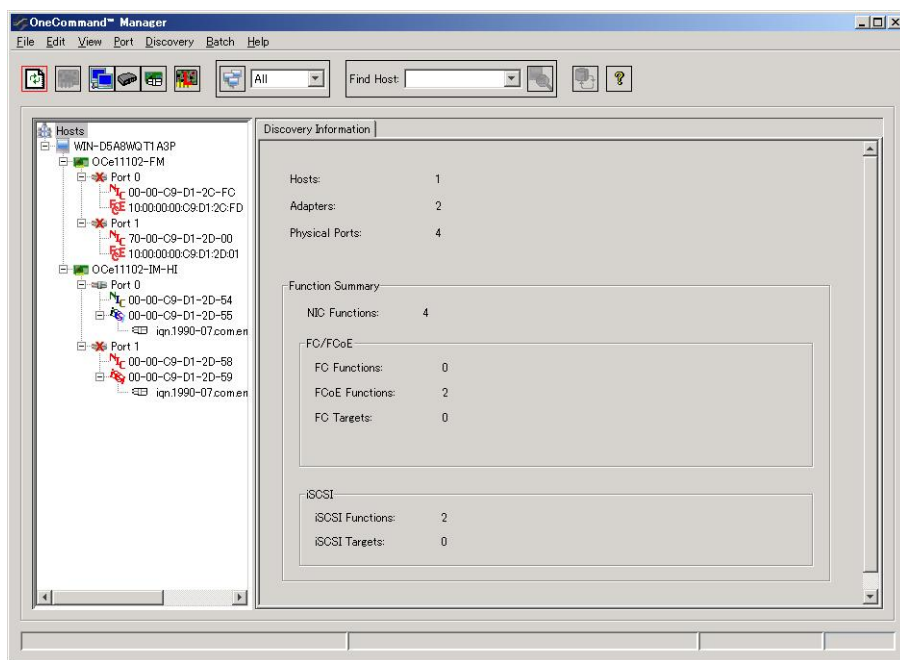 OneCommand™ Manager
File Edit View Port Discovery Batch Help
All
Find Host:
Hosts
WIN-D5A8WQT1A3P
OCe11102-FM
Port 0
NIC 00-00-C9-D1-2C-FC
FCoE 10:00:00:00:C9:D1:2C:FD
Port 1
NIC 70-00-C9-D1-2D-00
FCoE 10:00:00:00:C9:D1:2D:01
OCe11102-IM-HI
Port 0
NIC 00-00-C9-D1-2D-54
00-00-C9-D1-2D-55
iqn.1990-07.com.em
Port 1
NIC 00-00-C9-D1-2D-58
00-00-C9-D1-2D-59
iqn.1990-07.com.em
Discovery Information
Hosts: 1
Adapters: 2
Physical Ports: 4
Function Summary
NIC Functions: 4
FC/FCoE
FC Functions: 0
FCoE Functions: 2
FC Targets: 0
iSCSI
iSCSI Functions: 2
iSCSI Targets: 0